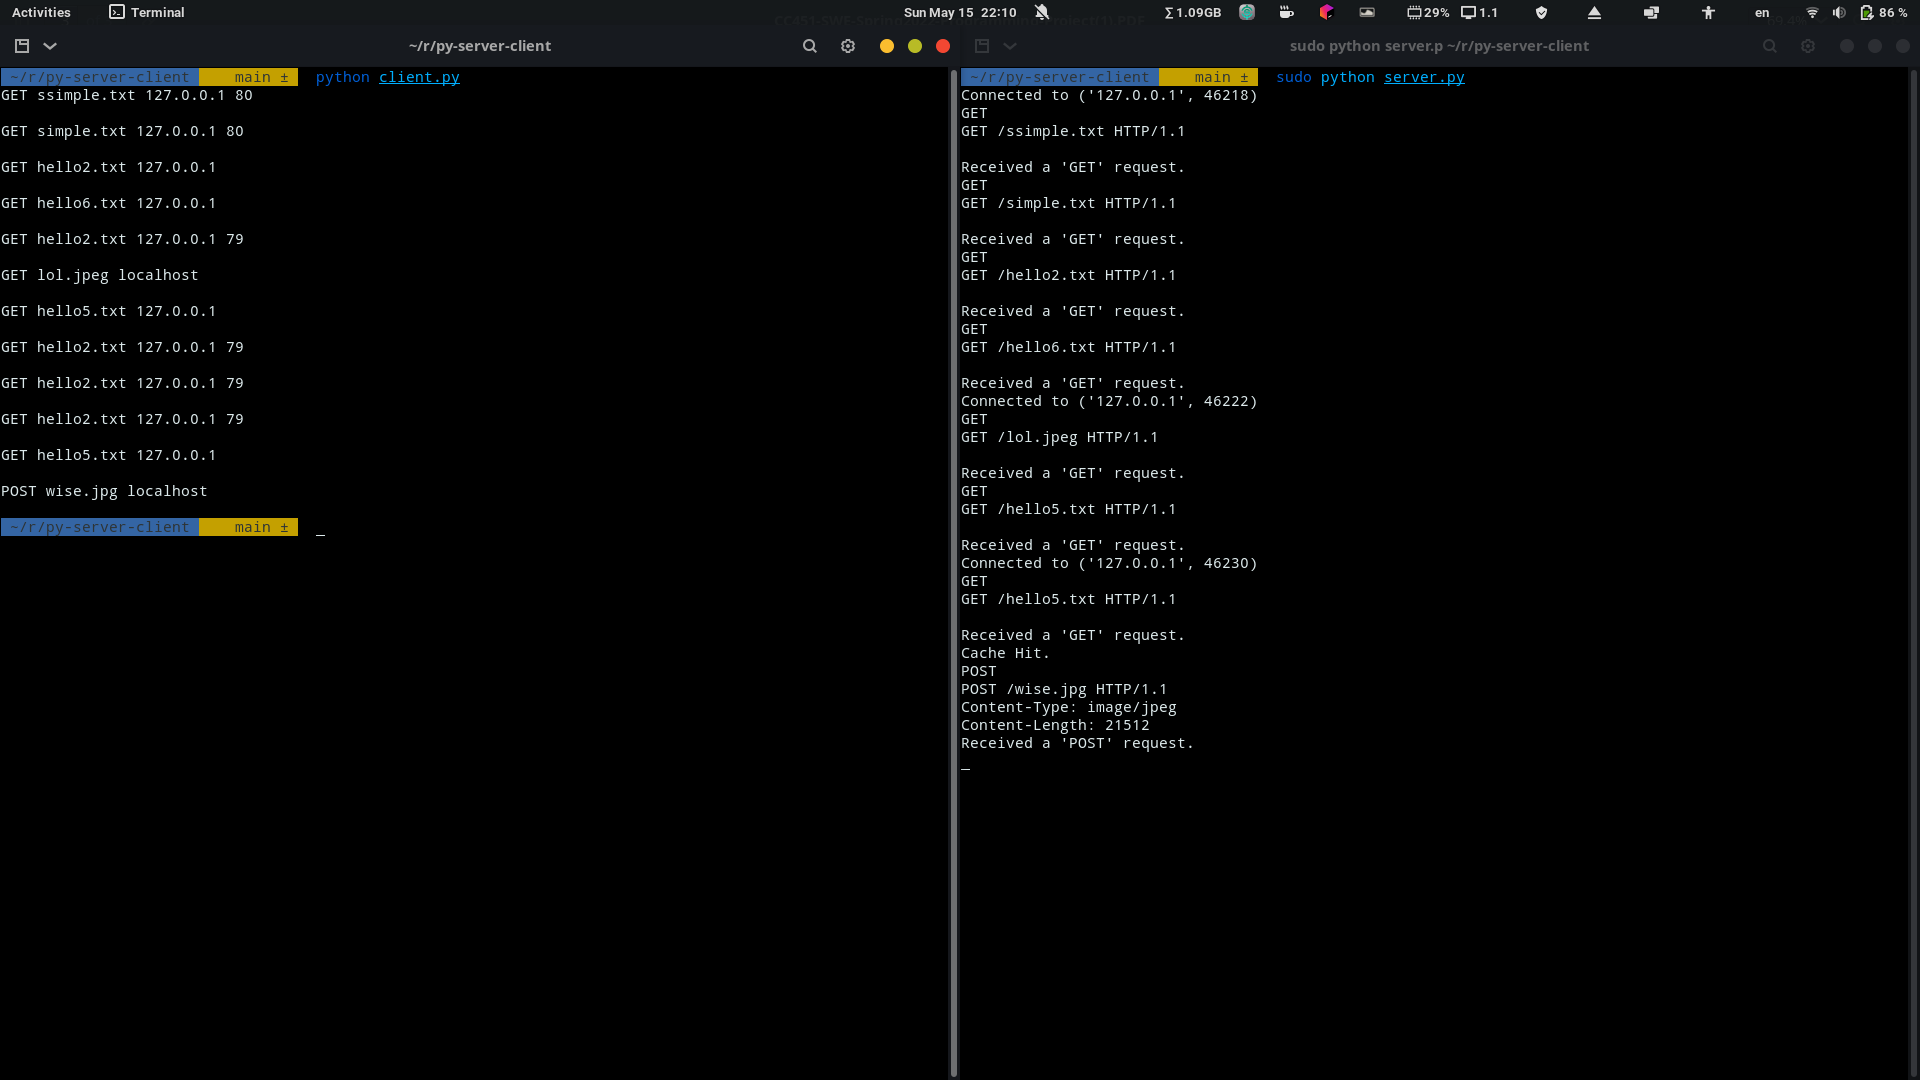 Activities
Terminal
Sun May 15 22:10
Σ 1.09GB
29%
1.1
en
86 %
~/r/py-server-client
sudo python server.p ~/r/py-server-client
~/r/py-server-client main ± python client.py
GET ssimple.txt 127.0.0.1 80
GET simple.txt 127.0.0.1 80
GET hello2.txt 127.0.0.1
GET hello6.txt 127.0.0.1
GET hello2.txt 127.0.0.1 79
GET lol.jpeg localhost
GET hello5.txt 127.0.0.1
GET hello2.txt 127.0.0.1 79
GET hello2.txt 127.0.0.1 79
GET hello2.txt 127.0.0.1 79
GET hello5.txt 127.0.0.1
POST wise.jpg localhost
~/r/py-server-client main ± _
~/r/py-server-client main ± sudo python server.py
Connected to ('127.0.0.1', 46218)
GET
GET /ssimple.txt HTTP/1.1
Received a 'GET' request.
GET
GET /simple.txt HTTP/1.1
Received a 'GET' request.
GET
GET /hello2.txt HTTP/1.1
Received a 'GET' request.
GET
GET /hello6.txt HTTP/1.1
Received a 'GET' request.
Connected to ('127.0.0.1', 46222)
GET
GET /lol.jpeg HTTP/1.1
Received a 'GET' request.
GET
GET /hello5.txt HTTP/1.1
Received a 'GET' request.
Connected to ('127.0.0.1', 46230)
GET
GET /hello5.txt HTTP/1.1
Received a 'GET' request.
Cache Hit.
POST
POST /wise.jpg HTTP/1.1
Content-Type: image/jpeg
Content-Length: 21512
Received a 'POST' request.
_